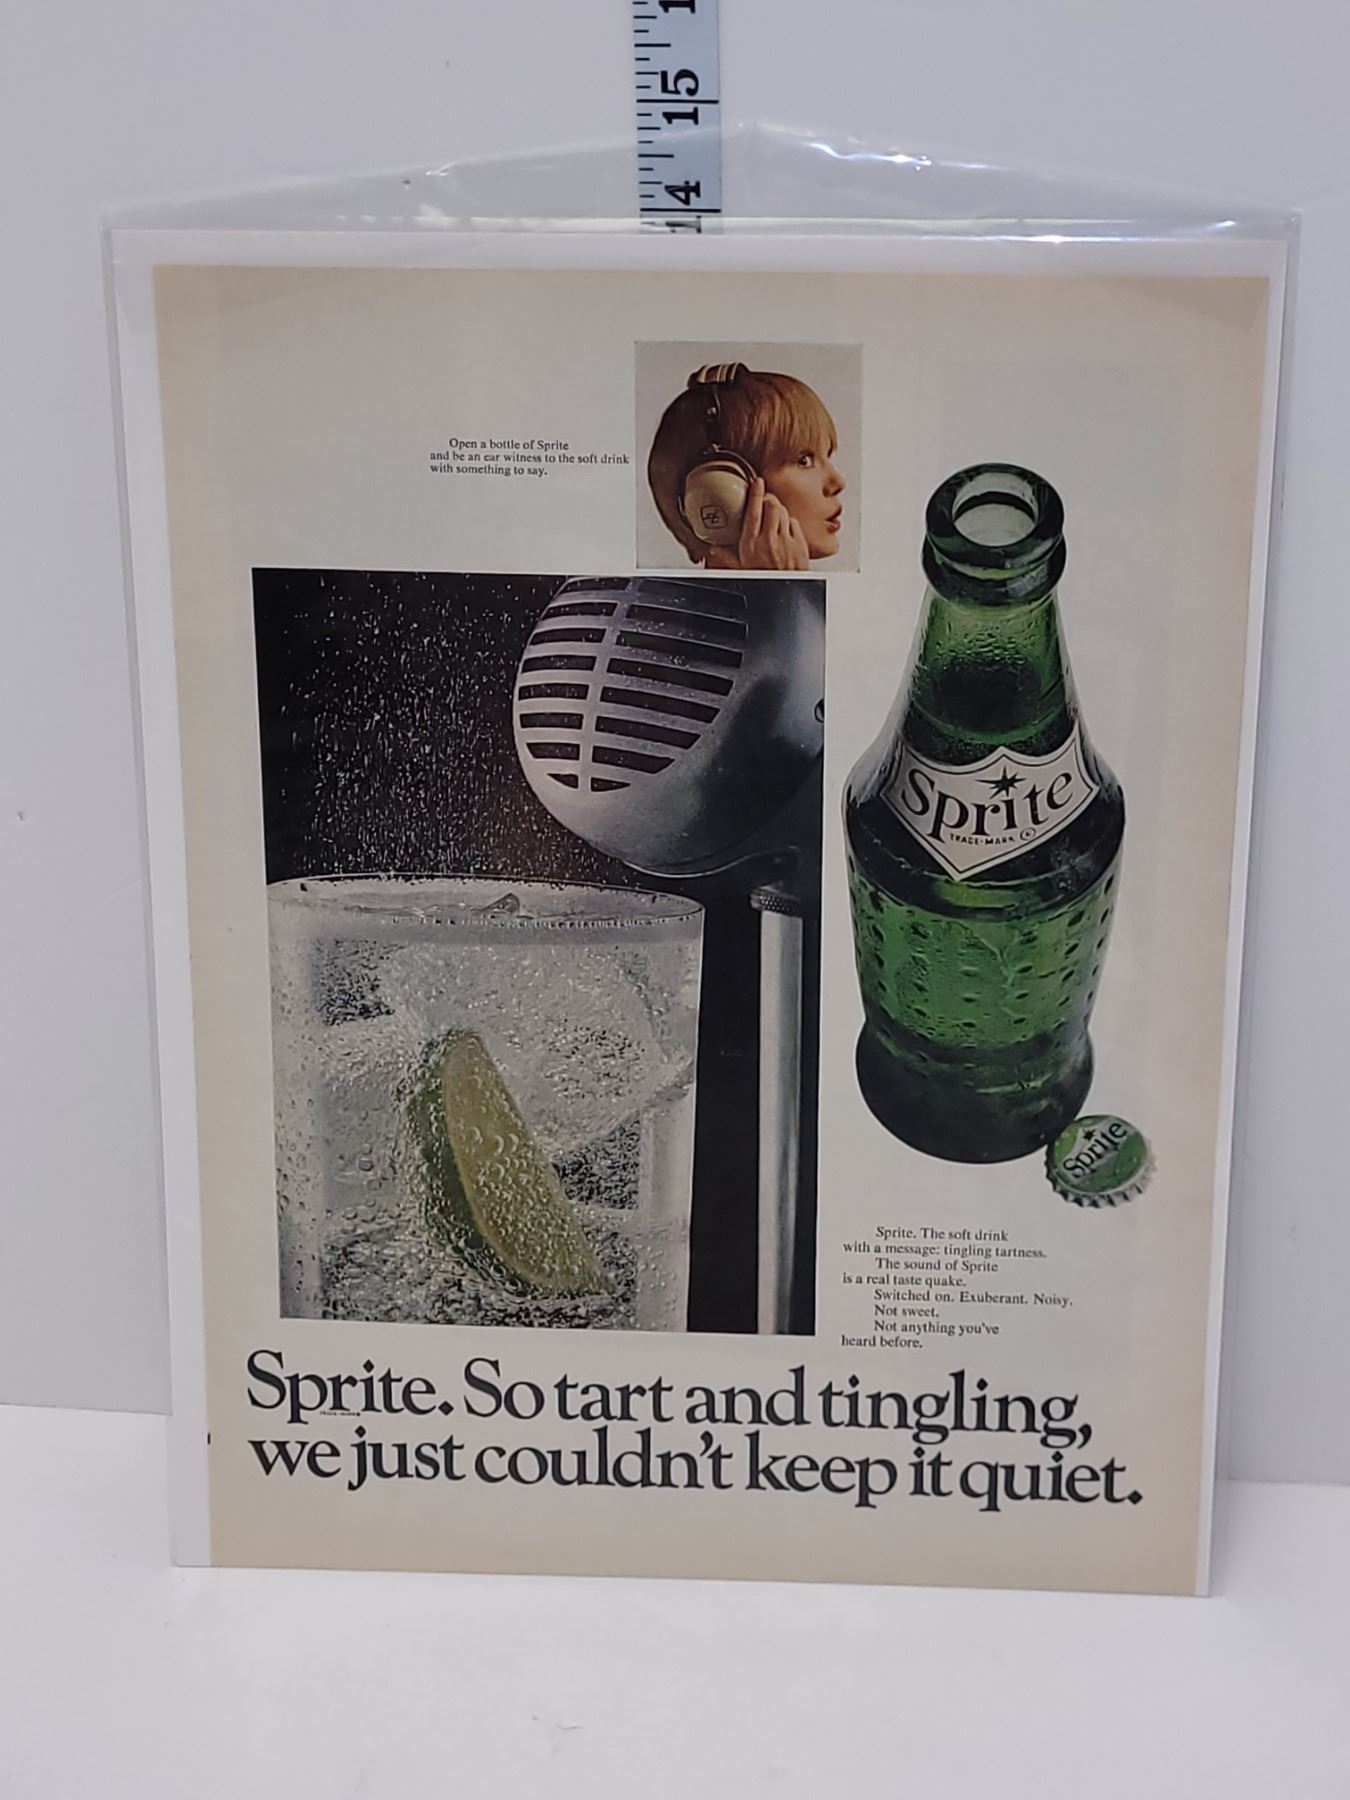 15
14
Open a bottle of Sprite
and be an ear witness to the soft drink
with something to say.
Sprite
TRADE-MARK ®
Sprite
Sprite. The soft drink
with a message: tingling tartness.
The sound of Sprite
is a real taste quake.
Switched on. Exuberant. Noisy.
Not sweet.
Not anything you've
heard before.
Sprite. So tart and tingling,
we just couldn't keep it quiet.